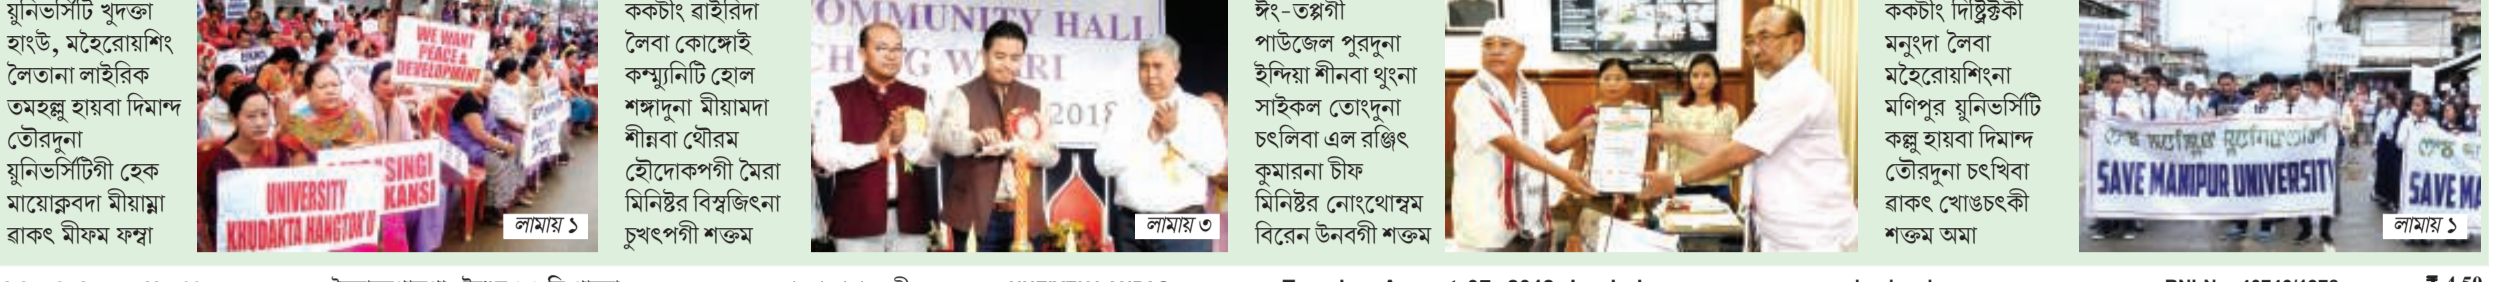 য়ুনিভর্সিটি খুদক্তা
হাংউ, মহৈরোয়শিং
লৈতানা লাইরিক
তমহল্লু হায়বা দিমান্দ
তৌরদুনা
য়ুনিভর্সিটিগী হেক
মায়োক্নবদা মীয়াম্না
ৱাকৎ মীফম ফম্বা
WE WANT
PEACE &
DEVELOPMENT
SINGI
KANSI
UNIVERSITY
KHUDAKTA HANGTOK U
লামায় ১
ককচীং ৱাইরিদা
লৈবা কোঙ্গোই
কম্ম্যুনিটি হোল
শঙ্গাদুনা মীয়ামদা
শীন্নবা থৌরম
হৌদোকপগী মৈরা
মিনিষ্টর বিস্বজিৎনা
চুখৎপগী শক্তম
COMMUNITY HALL
WAIRI
লামায় ৩
ঈং-তপ্পগী
পাউজেল পুরদুনা
ইন্দিয়া শীনবা থুংনা
সাইকল তোংদুনা
চৎলিবা এল রঞ্জিৎ
কুমারনা চীফ
মিনিষ্টর নোংথোম্বম
বিরেন উনবগী শক্তম
ককচীং দিষ্ট্রিক্টকী
মনুংদা লৈবা
মহৈরোয়শিংনা
মণিপুর য়ুনিভর্সিটি
কল্লু হায়বা দিমান্দ
তৌরদুনা চৎখিবা
ৱাকৎ খোঙচৎকী
শক্তম অমা
SAVE MANIPUR UNIVERSITY
SAVE MA
লামায় ১